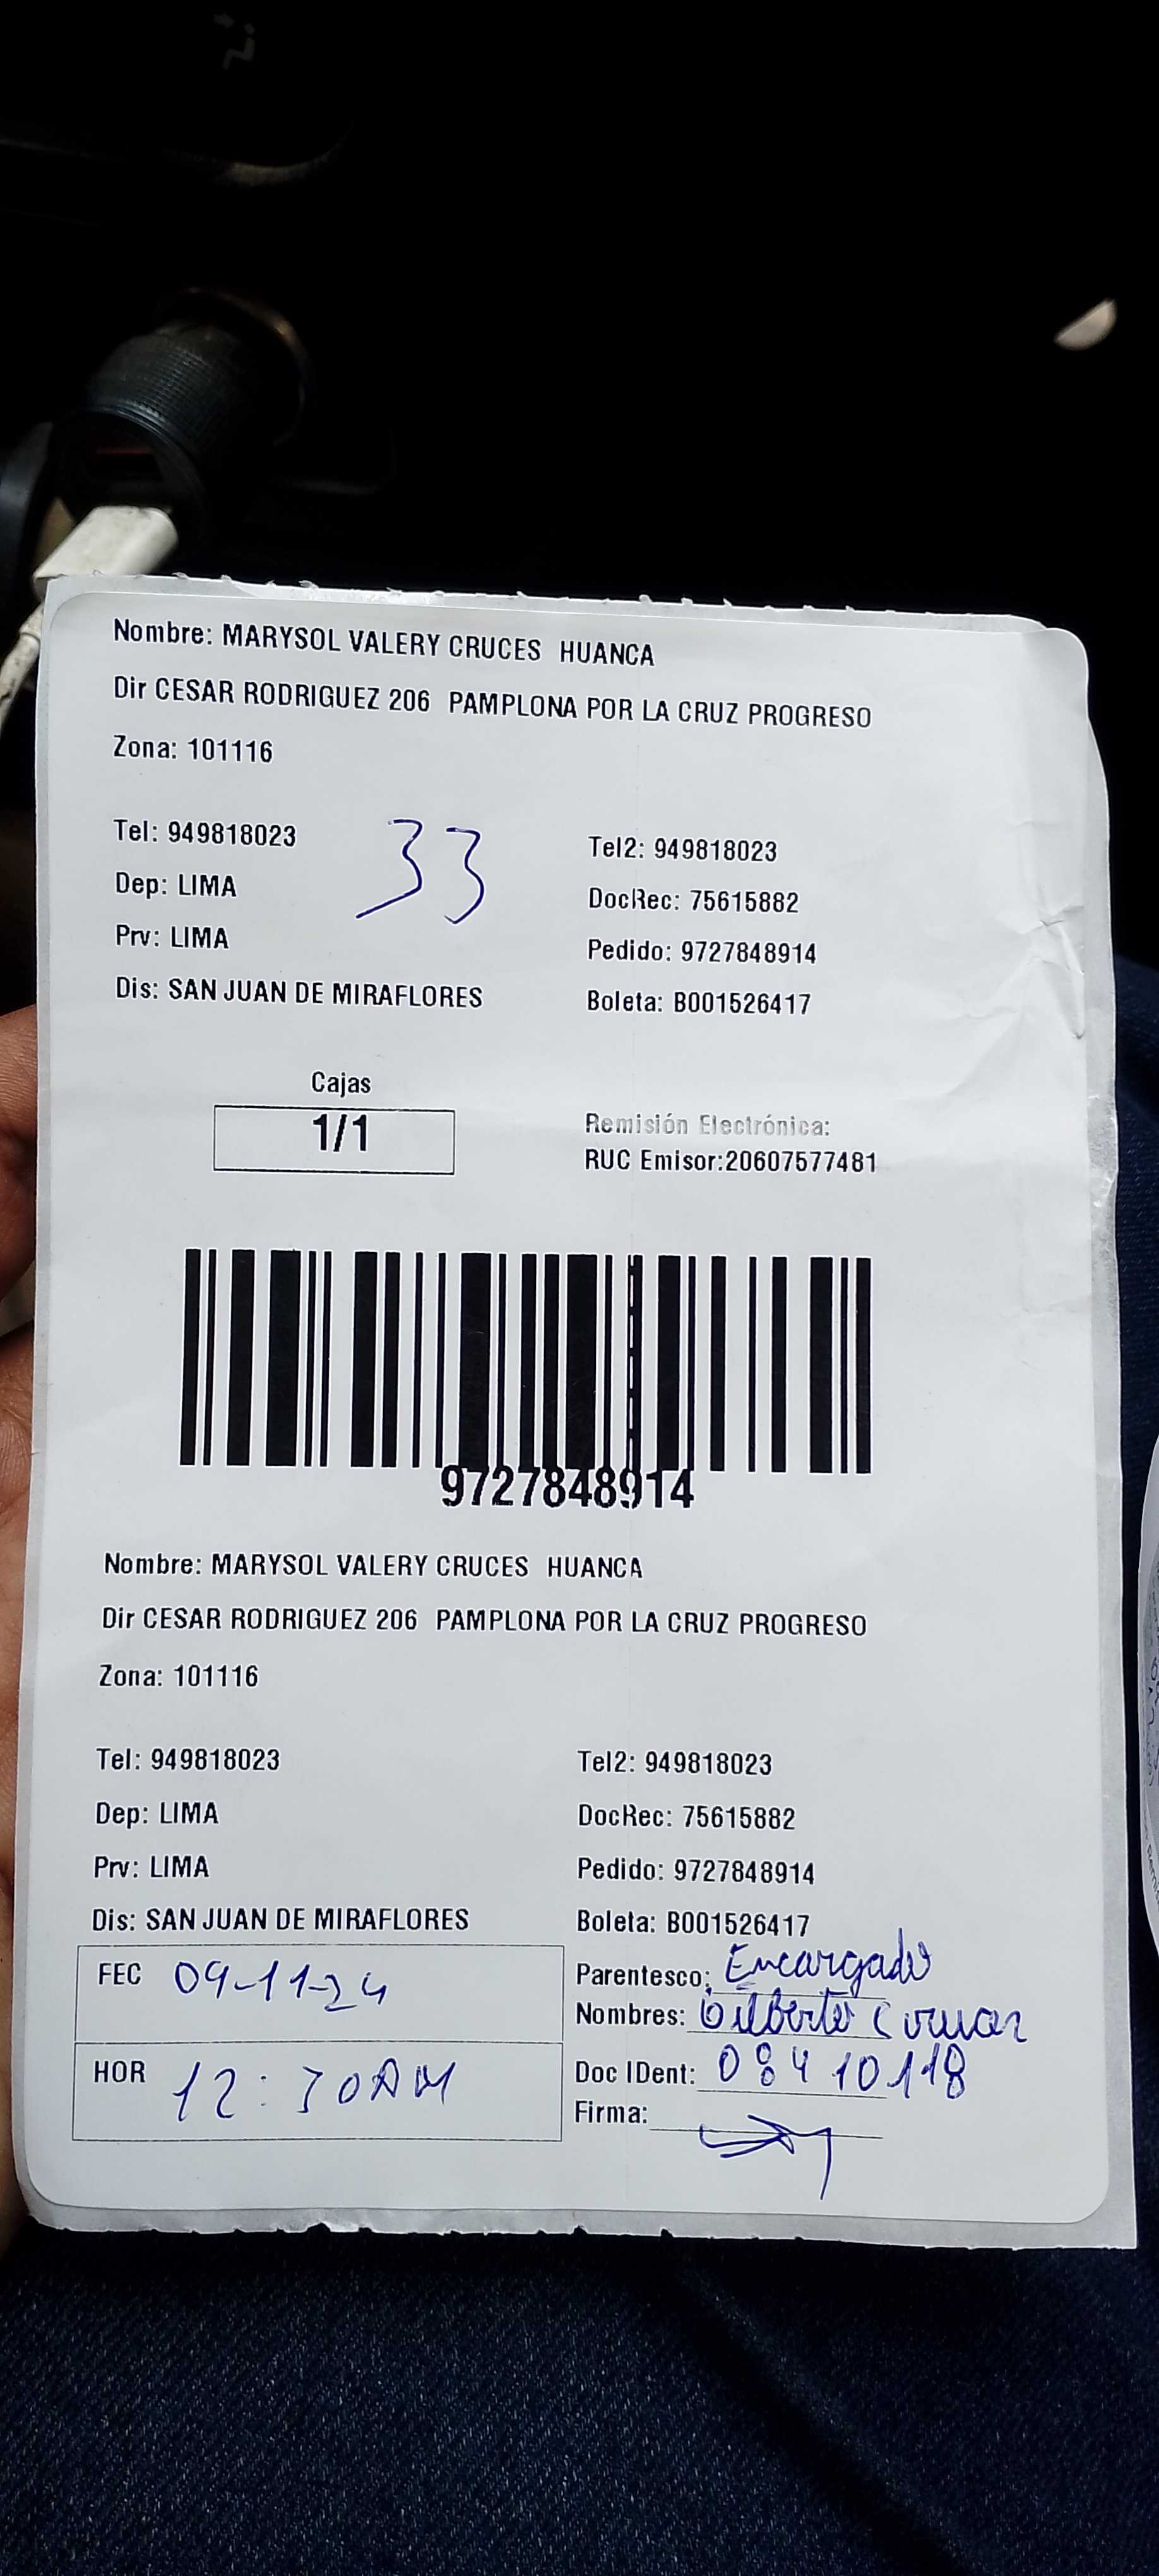 Nombre: MARYSOL VALERY CRUCES HUANCA
Dir CESAR RODRIGUEZ 206 PAMPLONA POR LA CRUZ PROGRESO
Zona: 101116
Tel: 949818023
33
Tel2: 949818023
Dep: LIMA
DocRec: 75615882
Prv: LIMA
Pedido: 9727848914
Dis: SAN JUAN DE MIRAFLORES
Boleta: B001526417
Cajas
1/1
Remisión Electrónica:
RUC Emisor:20607577481
9727848914
Nombre: MARYSOL VALERY CRUCES HUANCA
Dir CESAR RODRIGUEZ 206 PAMPLONA POR LA CRUZ PROGRESO
Zona: 101116
Tel: 949818023
Tel2: 949818023
Dep: LIMA
DocRec: 75615882
Prv: LIMA
Pedido: 9727848914
Dis: SAN JUAN DE MIRAFLORES
Boleta: B001526417
FEC 09-11-24
Parentesco: Encargado
Nombres: Gilberto
HOR 12:30AM
Doc IDent: 08410118
Firma: